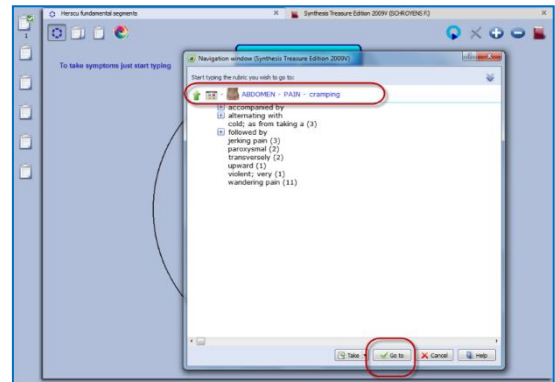 Herscu fundamental segments
Synthesis Treasure Edition 2009V (SCHROYENS F.)
1
To take symptoms just start typing
Navigation window (Synthesis Treasure Edition 2009V)
Start typing the rubric you wish to go to:
ABDOMEN - PAIN - cramping
accompanied by
alternating with
cold; as from taking a (3)
followed by
jerking pain (3)
paroxysmal (2)
transversely (2)
upward (1)
violent; very (1)
wandering pain (11)
Take Go to Cancel Help